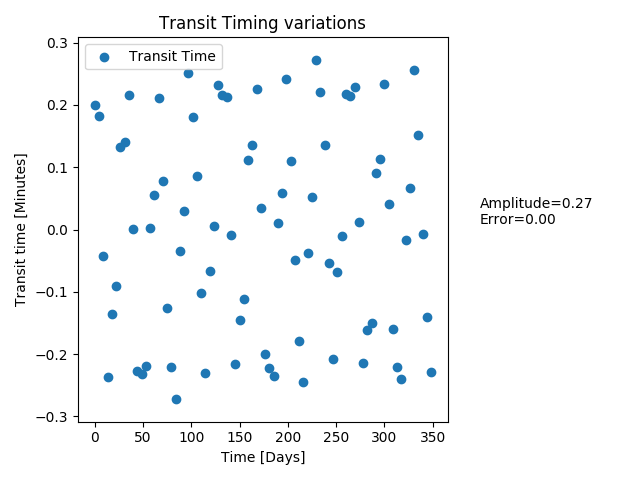 Transit Timing variations
Transit Time
0.3
0.2
0.1
0.0
−0.1
−0.2
−0.3
Transit time [Minutes]
0
50
100
150
200
250
300
350
Time [Days]
Amplitude=0.27
Error=0.00